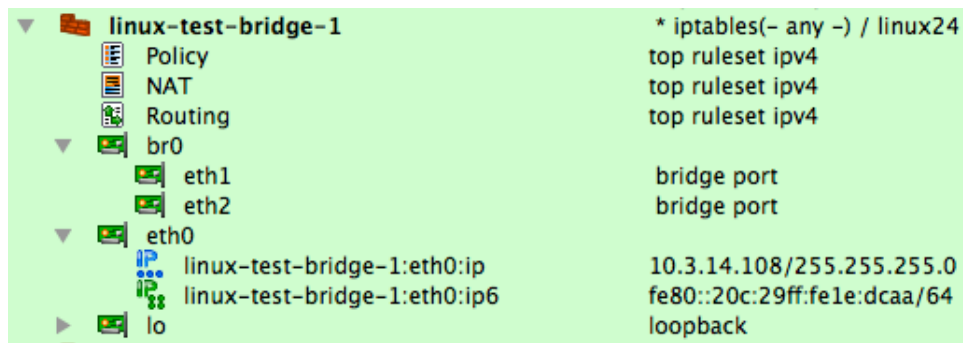 linux-test-bridge-1 * iptables(- any -) / linux24
Policy top ruleset ipv4
NAT top ruleset ipv4
Routing top ruleset ipv4
br0
eth1 bridge port
eth2 bridge port
eth0
IP linux-test-bridge-1:eth0:ip 10.3.14.108/255.255.255.0
IP linux-test-bridge-1:eth0:ip6 fe80::20c:29ff:fe1e:dcaa/64
lo loopback